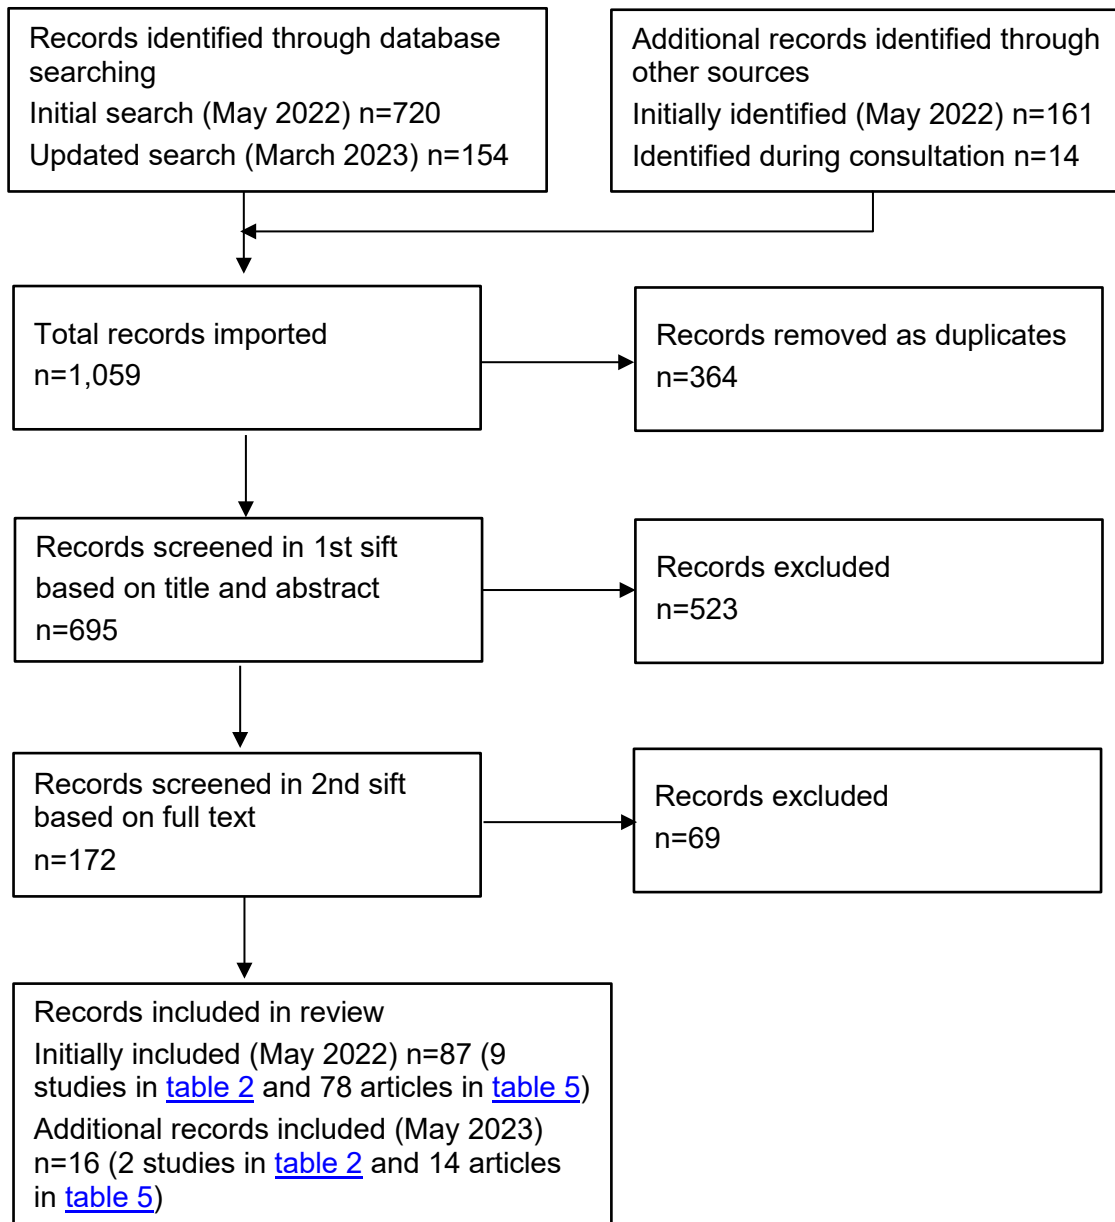 Records identified through database
searching
Initial search (May 2022) n=720
Updated search (March 2023) n=154
Additional records identified through
other sources
Initially identified (May 2022) n=161
Identified during consultation n=14
Total records imported
n=1,059
Records removed as duplicates
n=364
Records screened in 1st sift
based on title and abstract
n=695
Records excluded
n=523
Records screened in 2nd sift
based on full text
n=172
Records excluded
n=69
Records included in review
Initially included (May 2022) n=87 (9
studies in table 2 and 78 articles in table 5)
Additional records included (May 2023)
n=16 (2 studies in table 2 and 14 articles
in table 5)